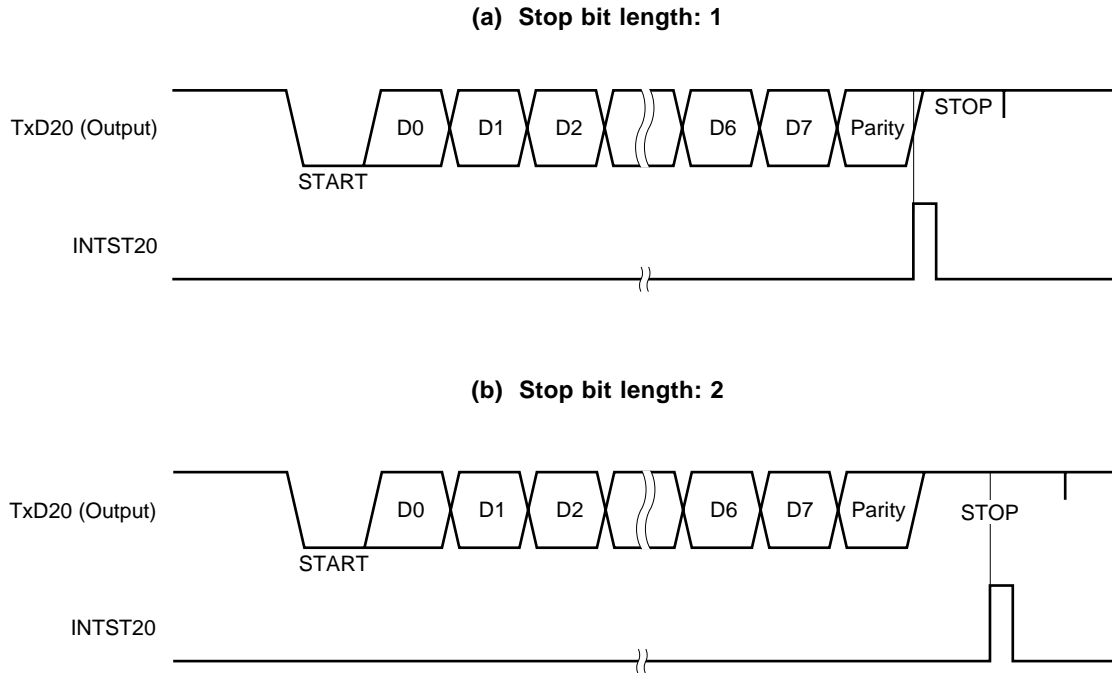 (a) Stop bit length: 1
TxD20 (Output)
D0 D1 D2 D6 D7 Parity STOP
START
INTST20
(b) Stop bit length: 2
TxD20 (Output)
D0 D1 D2 D6 D7 Parity STOP
START
INTST20